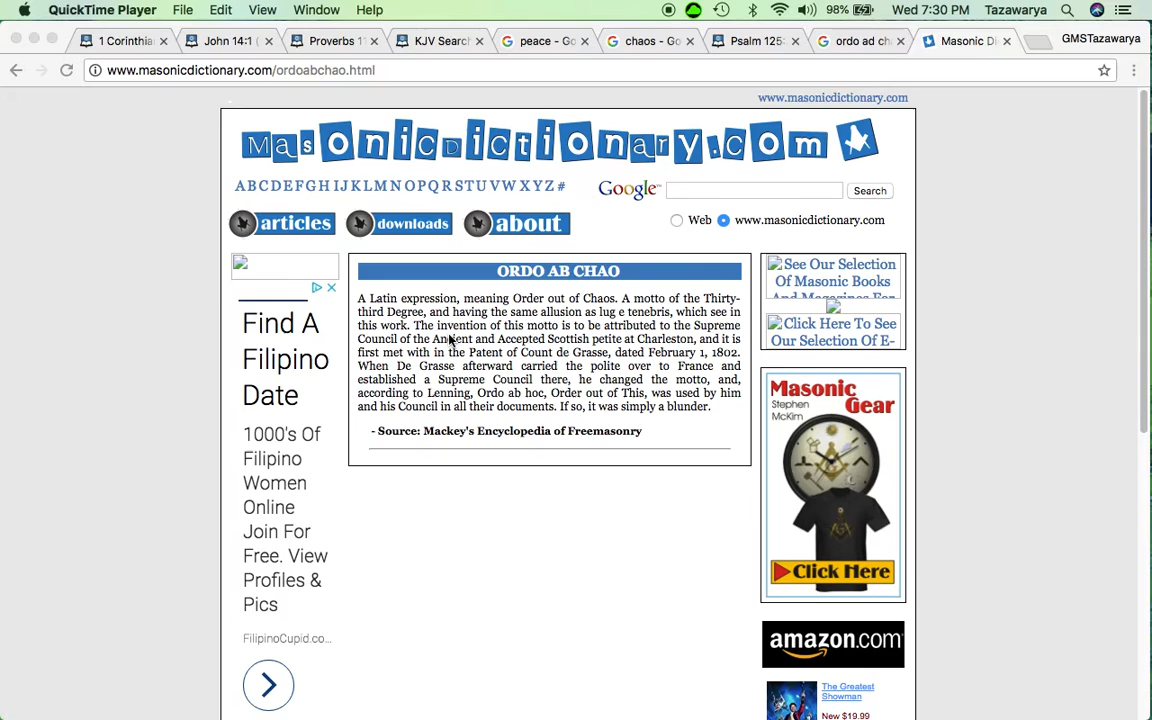 QuickTime Player File Edit View Window Help 98% Wed 7:30 PM Tazawarya
1 Corinthia John 14:1 ( Proverbs 1 KJV Search peace - Go chaos - Go Psalm 125: ordo ad ch Masonic Di GMSTazawarya
www.masonicdictionary.com/ordoabchao.html
www.masonicdictionary.com
Masonicdictionary.com
A B C D E F G H I J K L M N O P Q R S T U V W X Y Z #
Google™ Search
articles downloads about
Web www.masonicdictionary.com
ORDO AB CHAO
A Latin expression, meaning Order out of Chaos. A motto of the Thirty-
third Degree, and having the same allusion as lug e tenebris, which see in
this work. The invention of this motto is to be attributed to the Supreme
Council of the Ancient and Accepted Scottish petite at Charleston, and it is
first met with in the Patent of Count de Grasse, dated February 1, 1802.
When De Grasse afterward carried the polite over to France and
established a Supreme Council there, he changed the motto, and,
according to Lenning, Ordo ab hoc, Order out of This, was used by him
and his Council in all their documents. If so, it was simply a blunder.
- Source: Mackey's Encyclopedia of Freemasonry
Find A
Filipino
Date
1000's Of
Filipino
Women
Online
Join For
Free. View
Profiles &
Pics
FilipinoCupid.co...
See Our Selection
Of Masonic Books
And Magazines For
Click Here To See
Our Selection Of E-
Masonic
Stephen
McKim
Gear
G
Click Here
amazon.com
The Greatest
Showman
New $19.99